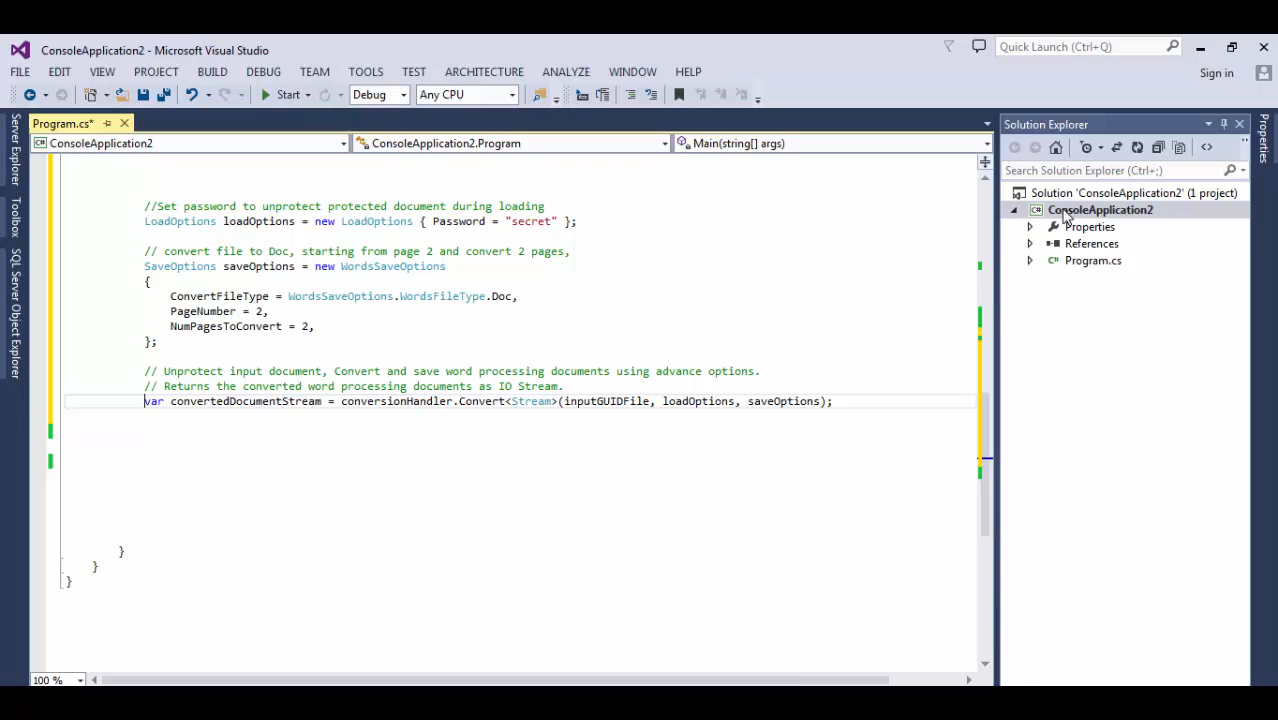 ConsoleApplication2 - Microsoft Visual Studio
Quick Launch (Ctrl+Q)
FILE EDIT VIEW PROJECT BUILD DEBUG TEAM TOOLS TEST ARCHITECTURE ANALYZE WINDOW HELP
Sign in
Start Debug Any CPU
Program.cs*
ConsoleApplication2 ConsoleApplication2.Program Main(string[] args)
Server Explorer
Toolbox
SQL Server Object Explorer
//Set password to unprotect protected document during loading
LoadOptions loadOptions = new LoadOptions { Password = "secret" };
// convert file to Doc, starting from page 2 and convert 2 pages,
SaveOptions saveOptions = new WordsSaveOptions
{
ConvertFileType = WordsSaveOptions.WordsFileType.Doc,
PageNumber = 2,
NumPagesToConvert = 2,
};
// Unprotect input document, Convert and save word processing documents using advance options.
// Returns the converted word processing documents as IO Stream.
var convertedDocumentStream = conversionHandler.Convert<Stream>(inputGUIDFile, loadOptions, saveOptions);
}
}
}
100 %
Solution Explorer
Search Solution Explorer (Ctrl+;)
Solution 'ConsoleApplication2' (1 project)
C# ConsoleApplication2
Properties
References
C# Program.cs
Properties